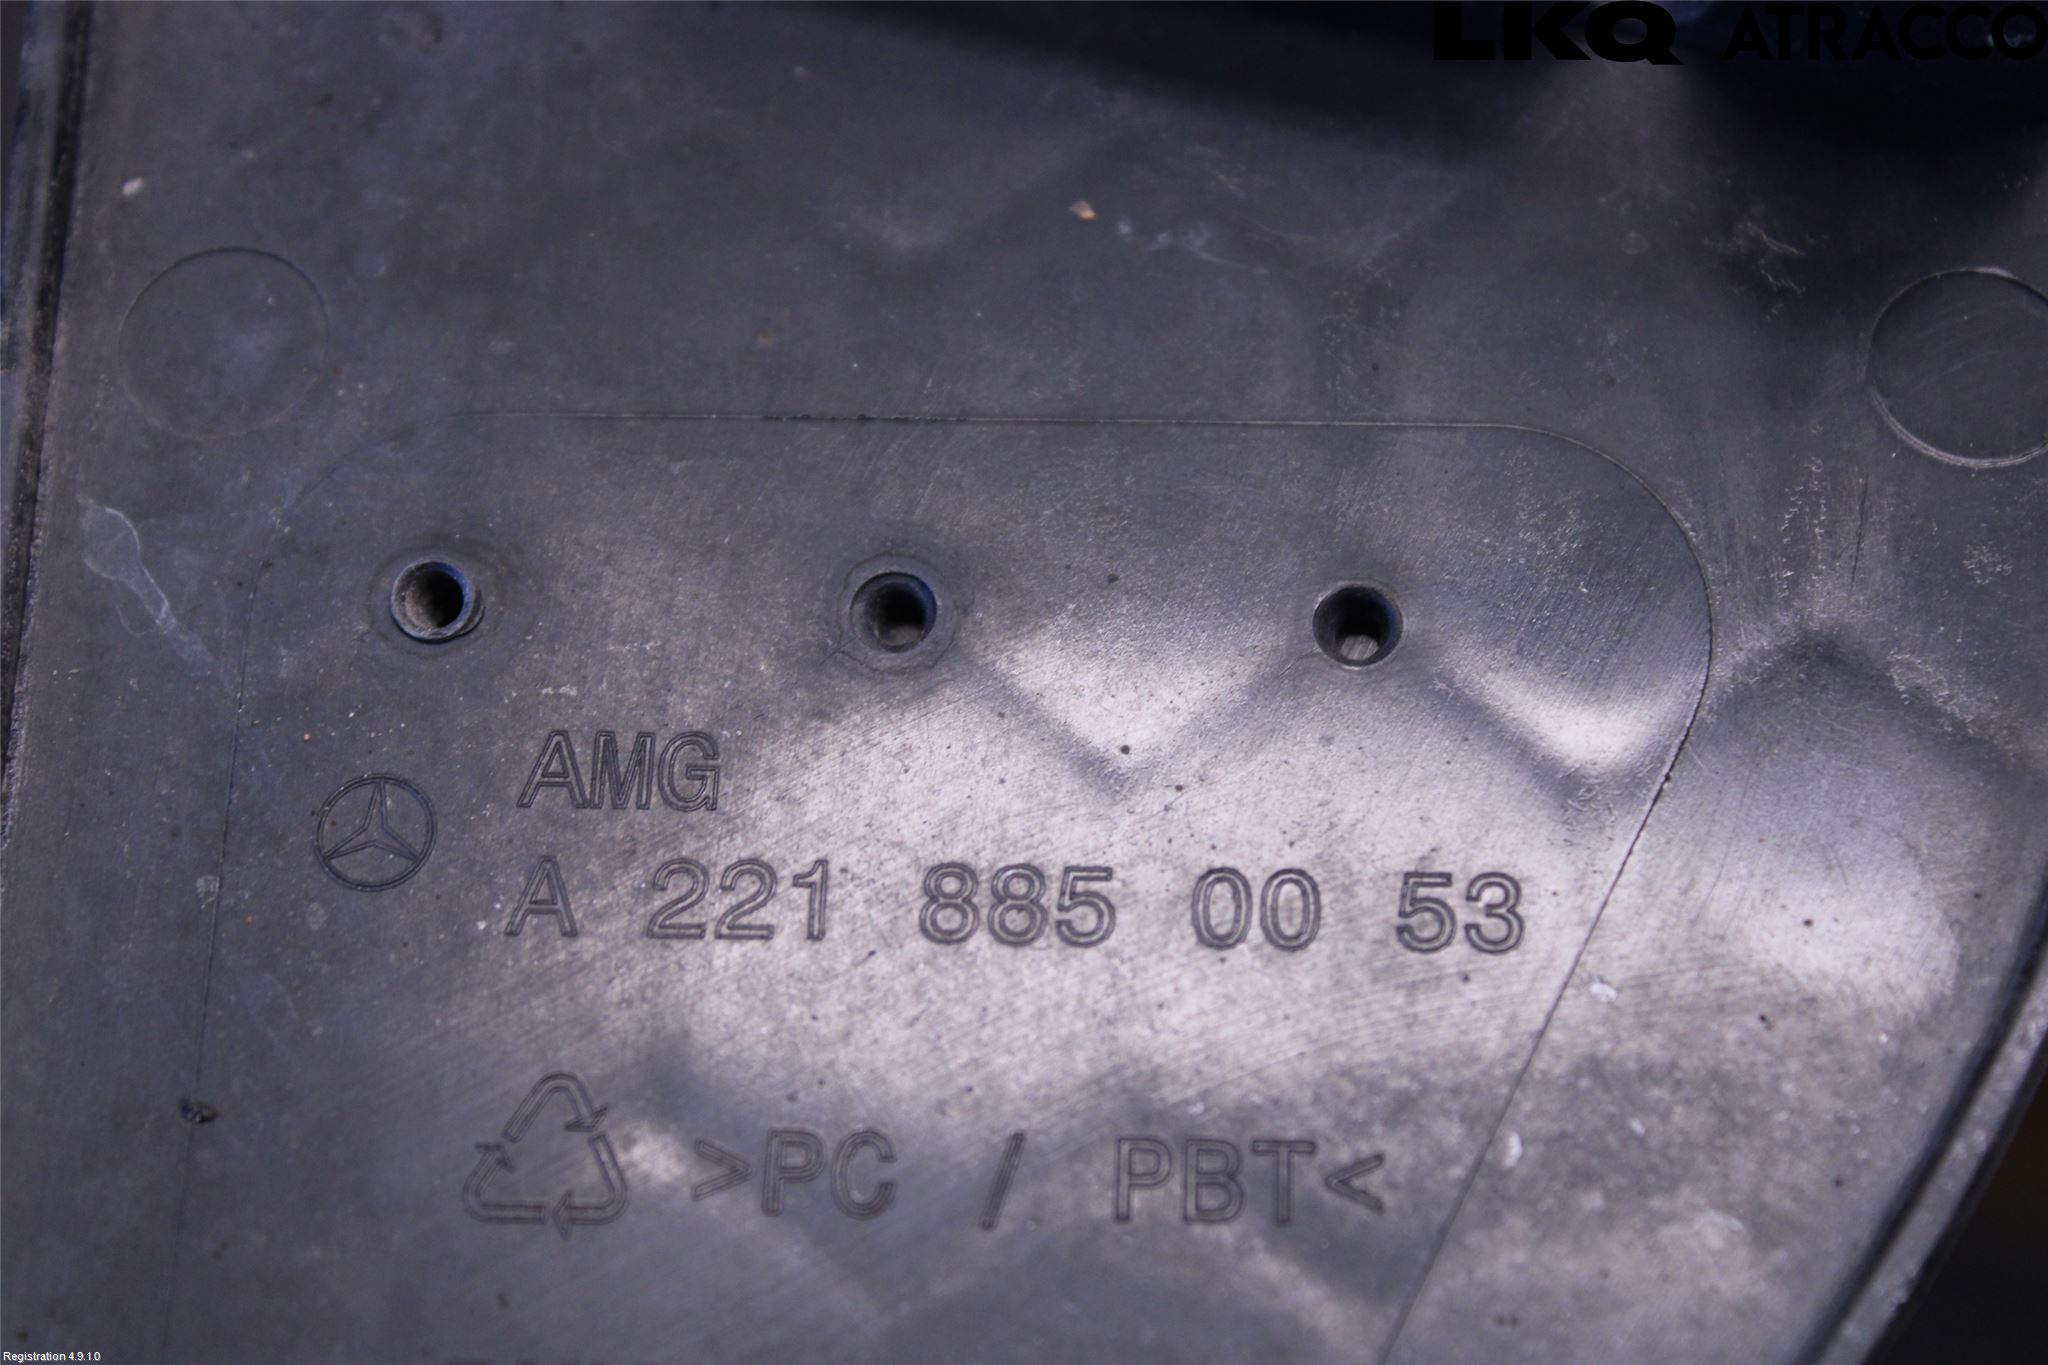 LKQ ATRACCO
AMG
A 221 885 00 53
>PC / PBT<
Registration 4.9.1.0